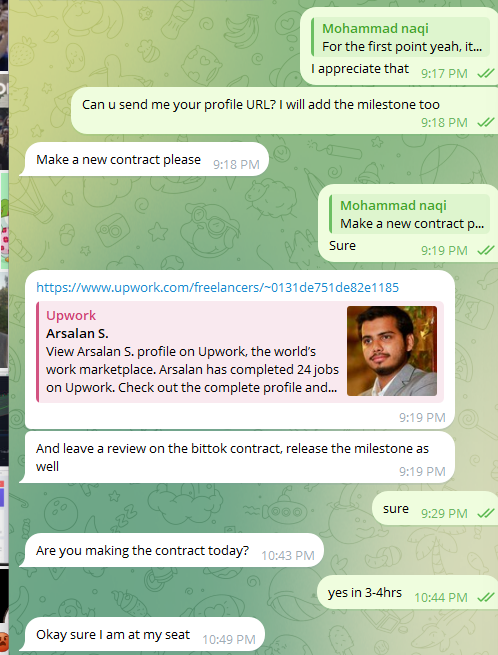 Mohammad naqi
For the first point yeah, it...
I appreciate that 9:17 PM
Can u send me your profile URL? I will add the milestone too
9:18 PM
Make a new contract please 9:18 PM
Mohammad naqi
Make a new contract p...
Sure 9:19 PM
https://www.upwork.com/freelancers/~0131de751de82e1185
Upwork
Arsalan S.
View Arsalan S. profile on Upwork, the world’s
work marketplace. Arsalan has completed 24 jobs
on Upwork. Check out the complete profile and...
9:19 PM
And leave a review on the bittok contract, release the milestone as
well 9:19 PM
sure 9:29 PM
Are you making the contract today? 10:43 PM
yes in 3-4hrs 10:44 PM
Okay sure I am at my seat 10:49 PM